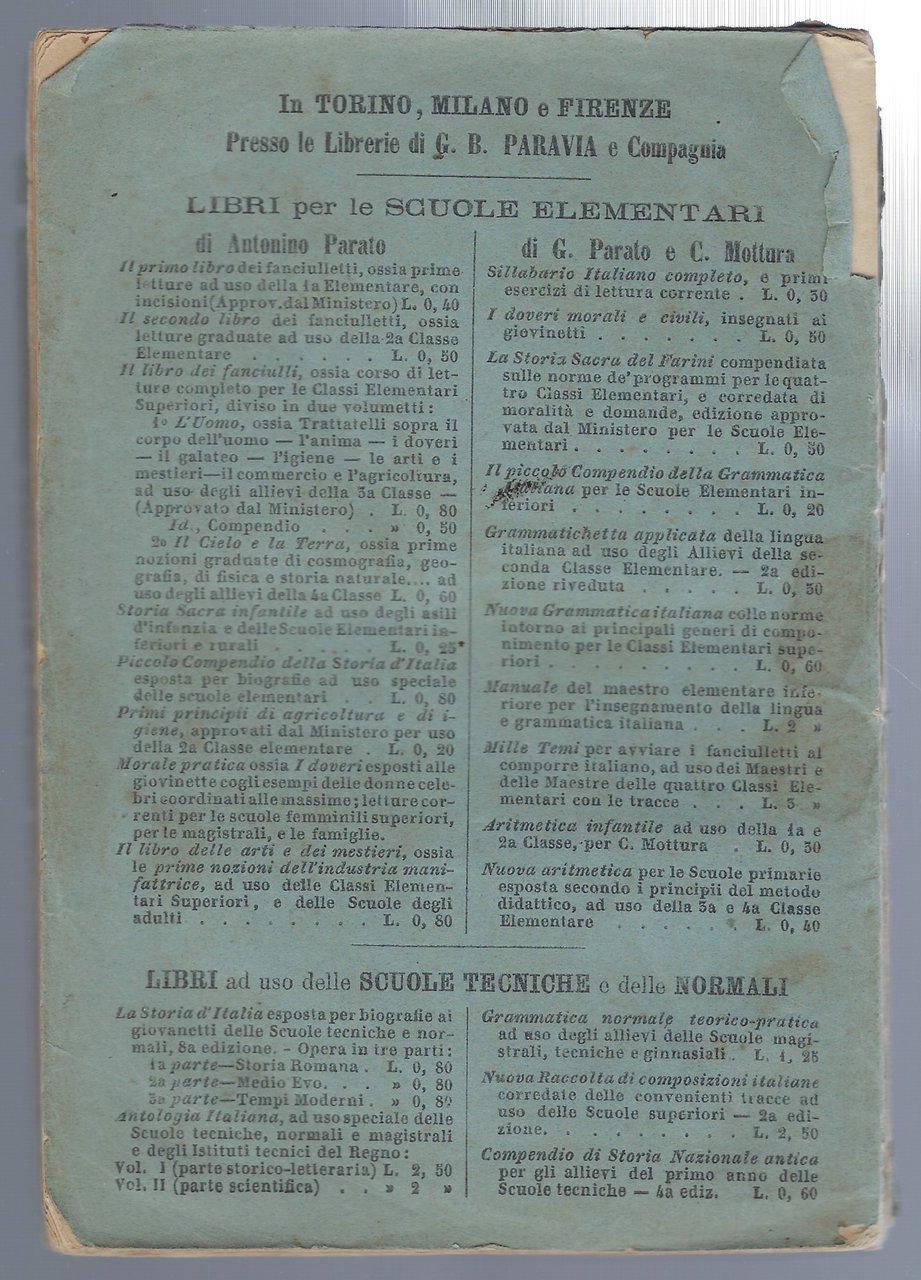 In TORINO, MILANO e FIRENZE
Presso le Librerie di G. B. PARAVIA e Compagnia
LIBRI per le SCUOLE ELEMENTARI
di Antonino Parato
Il primo libro dei fanciulletti, ossia prime
letture ad uso della 1a Elementare, con
incisioni (Approv. dal Ministero) L. 0, 40
Il secondo libro dei fanciulletti, ossia
letture graduate ad uso della 2a Classe
Elementare . . . . . . L. 0, 50
Il libro dei fanciulli, ossia corso di let-
ture completo per le Classi Elementari
Superiori, diviso in due volumetti:
1o L'Uomo, ossia Trattatelli sopra il
corpo dell'uomo — l'anima — i doveri
— il galateo — l'igiene — le arti e i
mestieri—il commercio e l'agricoltura,
ad uso degli allievi della 3a Classe —
(Approvato dal Ministero) . L. 0, 80
Id., Compendio . . . » 0, 50
2o Il Cielo e la Terra, ossia prime
nozioni graduate di cosmografia, geo-
grafia, di fisica e storia naturale.... ad
uso degli allievi della 4a Classe L. 0, 60
Storia Sacra infantile ad uso degli asili
d'infanzia e delle Scuole Elementari in-
feriori e rurali . . . . . . L. 0, 25
Piccolo Compendio della Storia d'Italia
esposta per biografie ad uso speciale
delle scuole elementari . . L. 0, 80
Primi principii di agricoltura e di i-
giene, approvati dal Ministero per uso
della 2a Classe elementare . L. 0, 20
Morale pratica ossia I doveri esposti alle
giovinette cogli esempi delle donne cele-
bri coordinati alle massime; letture cor-
renti per le scuole femminili superiori,
per le magistrali, e le famiglie.
Il libro delle arti e dei mestieri, ossia
le prime nozioni dell'industria mani-
fattrice, ad uso delle Classi Elemen-
tari Superiori, e delle Scuole degli
adulti . . . . . . . . L. 0, 80
di G. Parato e C. Mottura
Sillabario Italiano completo, e primi
esercizi di lettura corrente . L. 0, 30
I doveri morali e civili, insegnati ai
giovinetti . . . . . . . L. 0, 50
La Storia Sacra del Farini compendiata
sulle norme de' programmi per le quat-
tro Classi Elementari, e corredata di
moralità e domande, edizione appro-
vata dal Ministero per le Scuole Ele-
mentari . . . . . . . . L. 0, 50
Il piccolo Compendio della Grammatica
Italiana per le Scuole Elementari in-
feriori . . . . . . . . L. 0, 20
Grammatichetta applicata della lingua
italiana ad uso degli Allievi della se-
conda Classe Elementare. — 2a edi-
zione riveduta . . . . . L. 0, 30
Nuova Grammatica italiana colle norme
intorno ai principali generi di compo-
nimento per le Classi Elementari supe-
riori . . . . . . . . . L. 0, 60
Manuale del maestro elementare infe-
riore per l'insegnamento della lingua
e grammatica italiana . . . L. 2 »
Mille Temi per avviare i fanciulletti al
comporre italiano, ad uso dei Maestri e
delle Maestre delle quattro Classi Ele-
mentari con le tracce . . . L. 3 »
Aritmetica infantile ad uso della 1a e
2a Classe, per C. Mottura . L. 0, 30
Nuova aritmetica per le Scuole primarie
esposta secondo i principii del metodo
didattico, ad uso della 3a e 4a Classe
Elementare . . . . . . L. 0, 40
LIBRI ad uso delle SCUOLE TECNICHE e delle NORMALI
La Storia d'Italia esposta per biografie ai
giovanetti delle Scuole tecniche e nor-
mali, 8a edizione. - Opera in tre parti:
1a parte—Storia Romana . L. 0, 80
2a parte—Medio Evo. . . » 0, 80
3a parte—Tempi Moderni . » 0, 80
Antologia Italiana, ad uso speciale delle
Scuole tecniche, normali e magistrali
e degli Istituti tecnici del Regno:
Vol. I (parte storico-letteraria) L. 2, 50
Vol. II (parte scientifica) . . » 2 »
Grammatica normale teorico-pratica
ad uso degli allievi delle Scuole magi-
strali, tecniche e ginnasiali . L. 1, 25
Nuova Raccolta di composizioni italiane
corredate delle convenienti tracce ad
uso delle Scuole superiori — 2a edi-
zione. . . . . . . . . L. 2, 50
Compendio di Storia Nazionale antica
per gli allievi del primo anno delle
Scuole tecniche — 4a ediz. L. 0, 60